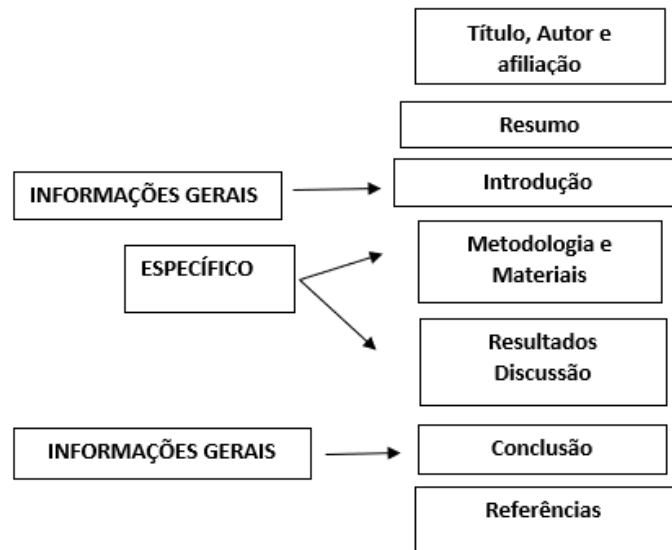 Título, Autor e
afiliação
Resumo
INFORMAÇÕES GERAIS
Introdução
ESPECÍFICO
Metodologia e
Materiais
Resultados
Discussão
INFORMAÇÕES GERAIS
Conclusão
Referências